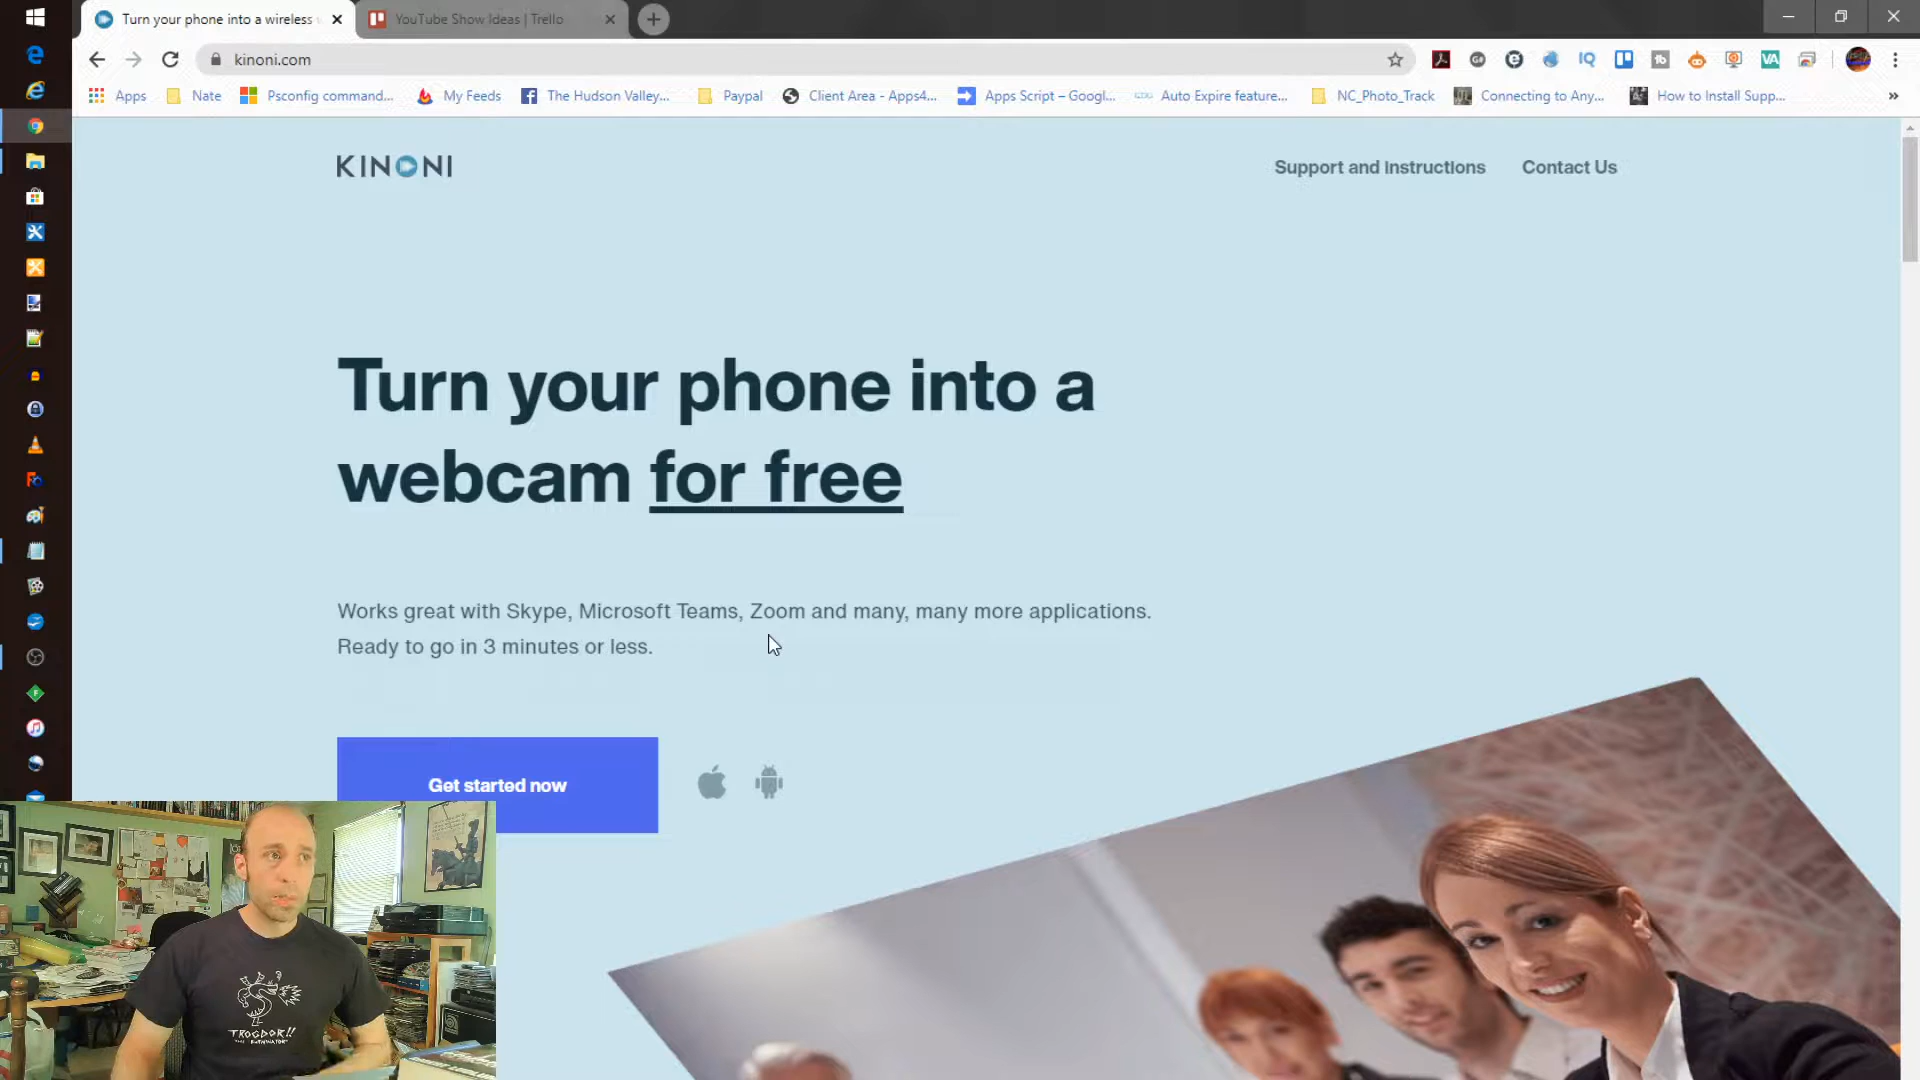 Turn your phone into a wireless
YouTube Show Ideas | Trello
kinoni.com
Apps
Nate
Psconfig command...
My Feeds
The Hudson Valley...
Paypal
Client Area - Apps4...
Apps Script – Googl...
Auto Expire feature...
NC_Photo_Track
Connecting to Any...
How to Install Supp...
KINONI
Support and Instructions
Contact Us
Turn your phone into a
webcam for free
Works great with Skype, Microsoft Teams, Zoom and many, many more applications.
Ready to go in 3 minutes or less.
Get started now
TROGDOR!!